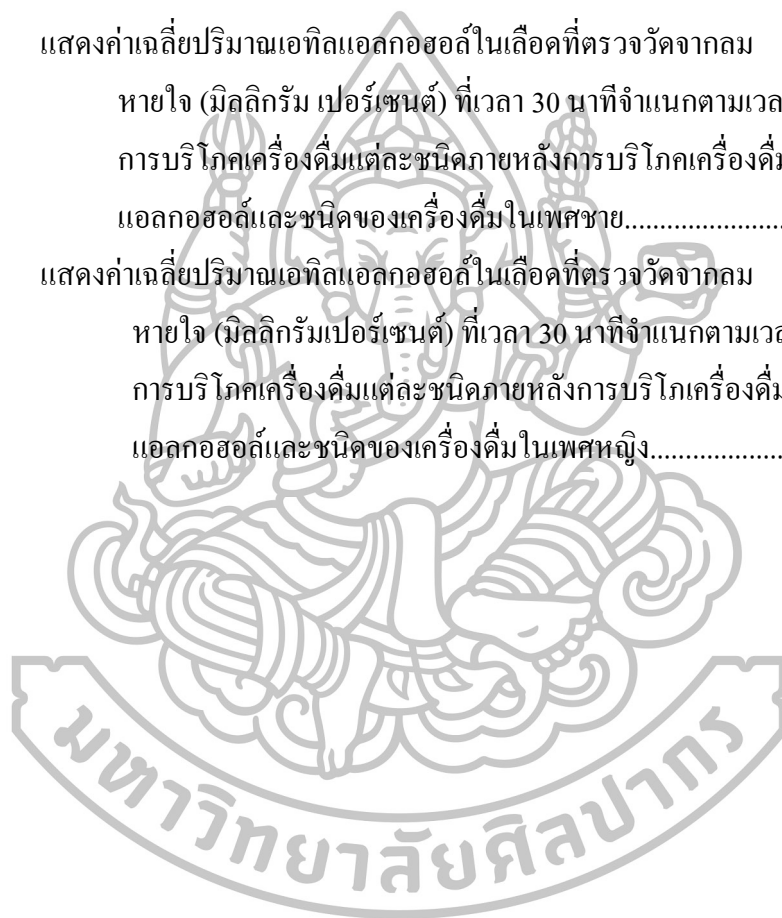 แสดงค่าเฉลี่ยปริมาณเอทิลแอลกอฮอล์ในเลือดที่ตรวจวัดจากลม
หายใจ (มิลลิกรัม เปอร์เซนต์) ที่เวลา 30 นาทีจำแนกตามเวล
การบริโภคเครื่องดื่มแต่ละชนิดภายหลังการบริโภคเครื่องดื่ม
แอลกอฮอล์และชนิดของเครื่องดื่มในเพศชาย......................
แสดงค่าเฉลี่ยปริมาณเอทิลแอลกอฮอล์ในเลือดที่ตรวจวัดจากลม
หายใจ (มิลลิกรัมเปอร์เซนต์) ที่เวลา 30 นาทีจำแนกตามเวล
การบริโภคเครื่องดื่มแต่ละชนิดภายหลังการบริโภเครื่องดื่ม
แอลกอฮอล์และชนิดของเครื่องดื่มในเพศหญิง...................
มหาวิทยาลัยศิลปากร